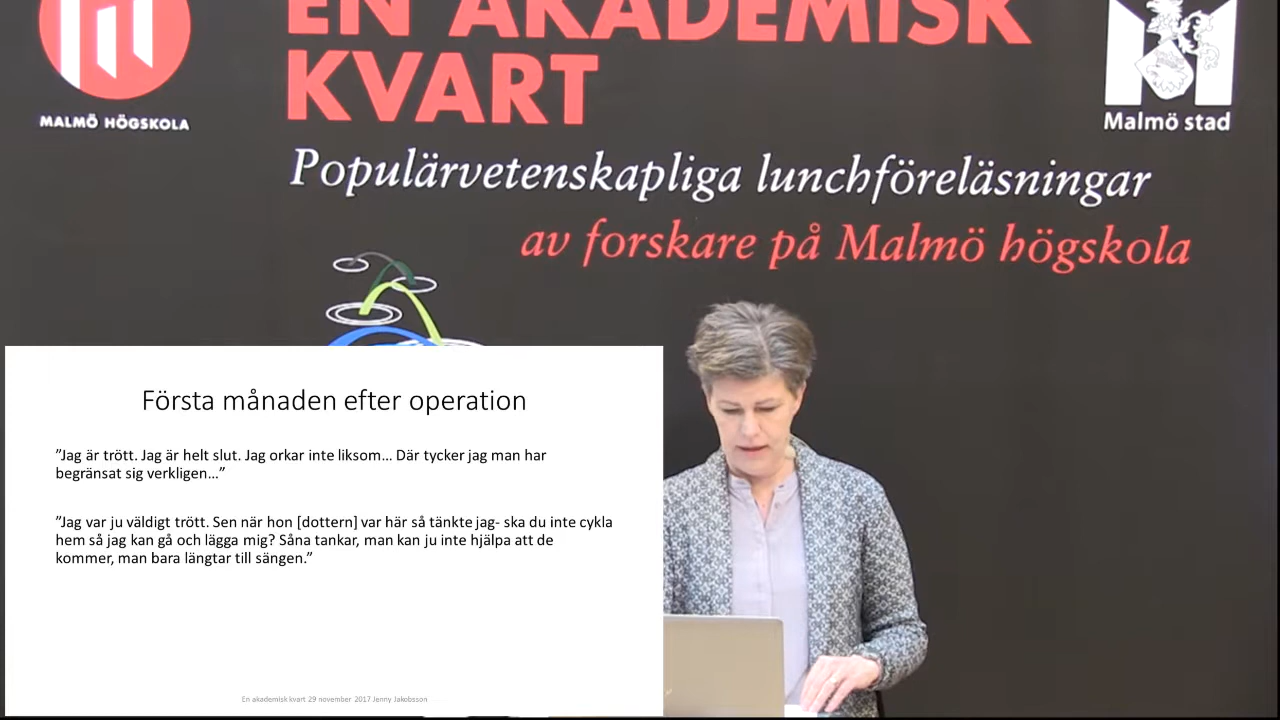 EN AKADEMISK
KVART
MALMÖ HÖGSKOLA
Malmö stad
Populärvetenskapliga lunchföreläsningar
av forskare på Malmö högskola
Första månaden efter operation
”Jag är trött. Jag är helt slut. Jag orkar inte liksom... Där tycker jag man har
begränsat sig verkligen...”
”Jag var ju väldigt trött. Sen när hon [dottern] var här så tänkte jag- ska du inte cykla
hem så jag kan gå och lägga mig? Såna tankar, man kan ju inte hjälpa att de
kommer, man bara längtar till sängen.”
En akademisk kvart 29 november 2017 Jenny Jakobsson